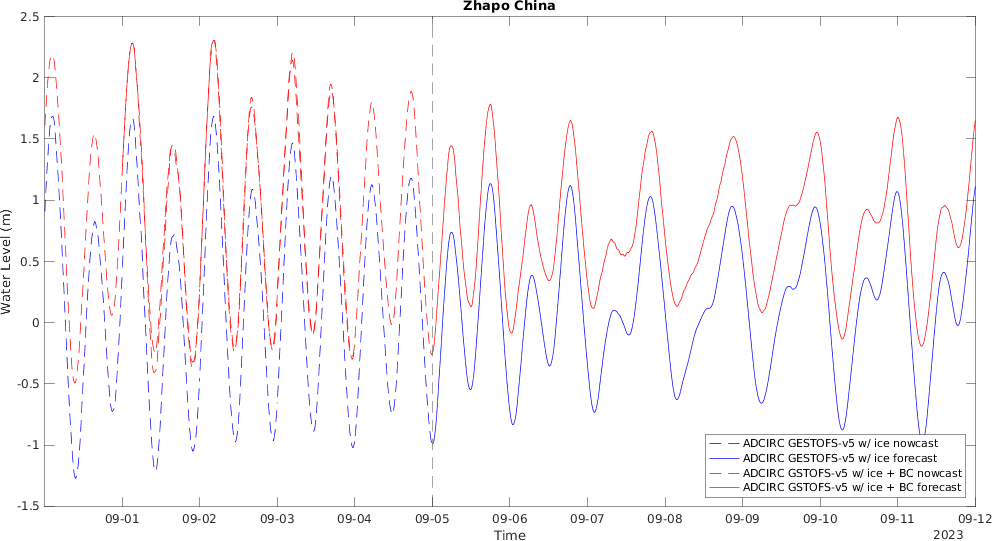 Zhapo China
2.5
2
1.5
1
0.5
0
-0.5
-1
-1.5
Water Level (m)
09-01 09-02 09-03 09-04 09-05 09-06 09-07 09-08 09-09 09-10 09-11 09-12
Time
2023
ADCIRC GESTOFS-v5 w/ ice nowcast
ADCIRC GESTOFS-v5 w/ ice forecast
ADCIRC GSTOFS-v5 w/ ice + BC nowcast
ADCIRC GSTOFS-v5 w/ ice + BC forecast